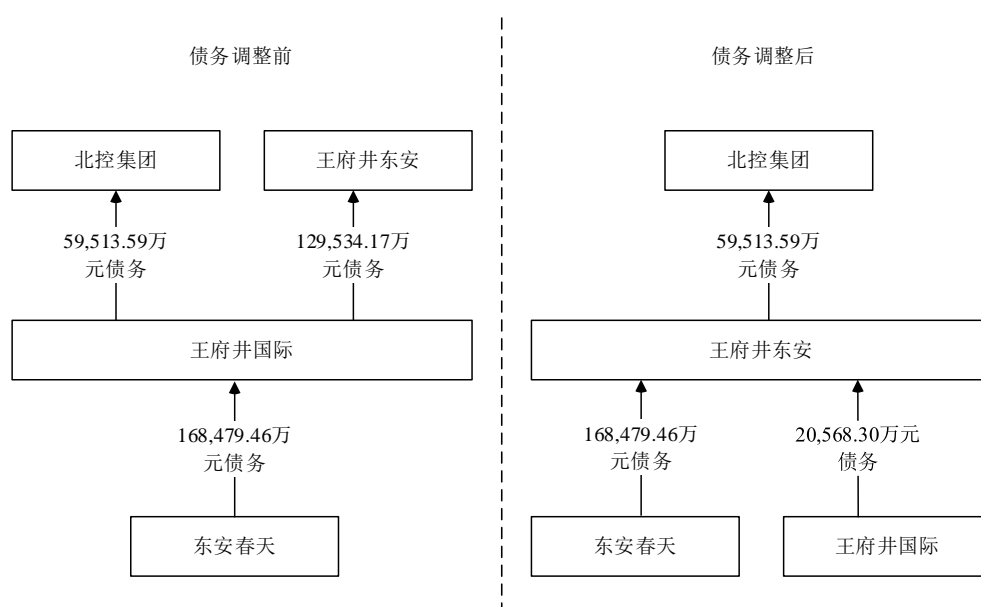 债务调整前
北控集团
王府井东安
59,513.59万
元债务
129,534.17万
元债务
王府井国际
168,479.46万
元债务
东安春天
债务调整后
北控集团
59,513.59万
元债务
王府井东安
168,479.46万
元债务
20,568.30万元
债务
东安春天
王府井国际